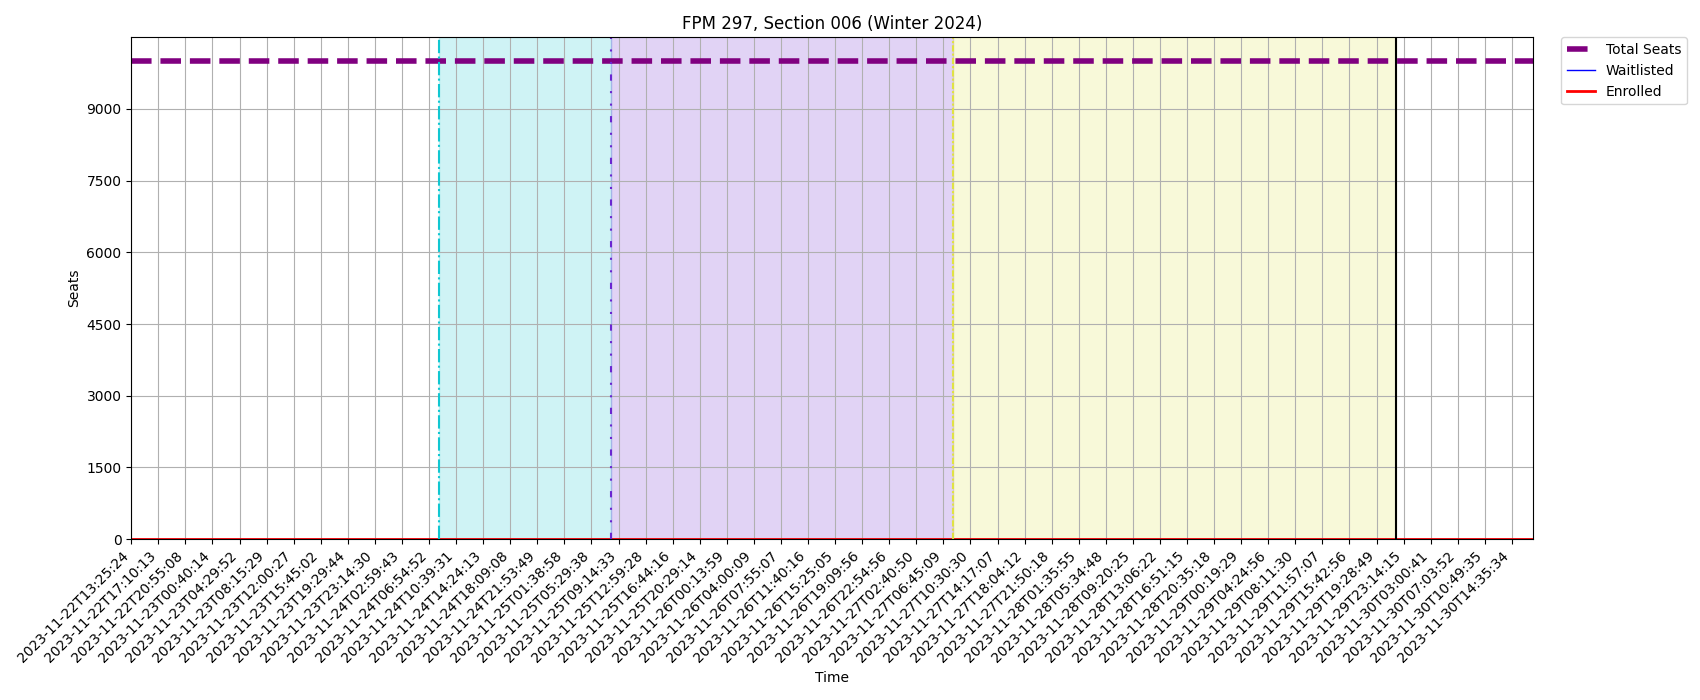 FPM 297, Section 006 (Winter 2024)
Total Seats
Waitlisted
Enrolled
Seats
9000
7500
6000
4500
3000
1500
0
2023-11-22T13:25:24
2023-11-22T17:10:13
2023-11-22T20:55:08
2023-11-23T00:40:14
2023-11-23T04:29:52
2023-11-23T08:15:29
2023-11-23T12:00:27
2023-11-23T15:45:02
2023-11-23T19:29:44
2023-11-23T23:14:30
2023-11-24T02:59:43
2023-11-24T06:54:52
2023-11-24T10:39:31
2023-11-24T14:24:13
2023-11-24T18:09:08
2023-11-24T21:53:49
2023-11-25T01:38:58
2023-11-25T05:29:38
2023-11-25T09:14:33
2023-11-25T12:59:28
2023-11-25T16:44:16
2023-11-25T20:29:14
2023-11-26T00:13:59
2023-11-26T04:00:09
2023-11-26T07:55:07
2023-11-26T11:40:16
2023-11-26T15:25:05
2023-11-26T19:09:56
2023-11-26T22:54:56
2023-11-27T02:40:50
2023-11-27T06:45:09
2023-11-27T10:30:30
2023-11-27T14:17:07
2023-11-27T18:04:12
2023-11-27T21:50:18
2023-11-28T01:35:55
2023-11-28T05:34:48
2023-11-28T09:20:25
2023-11-28T13:06:22
2023-11-28T16:51:15
2023-11-28T20:35:18
2023-11-29T00:19:29
2023-11-29T04:24:56
2023-11-29T08:11:30
2023-11-29T11:57:07
2023-11-29T15:42:56
2023-11-29T19:28:49
2023-11-29T23:14:15
2023-11-30T03:00:41
2023-11-30T07:03:52
2023-11-30T10:49:35
2023-11-30T14:35:34
Time